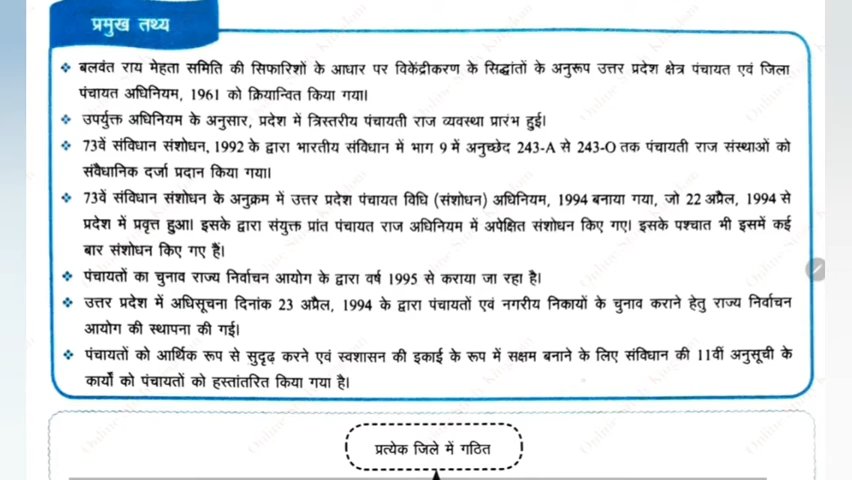 प्रमुख तथ्य
❖ बलवंत राय मेहता समिति की सिफारिशों के आधार पर विकेंद्रीकरण के सिद्धांतों के अनुरूप उत्तर प्रदेश क्षेत्र पंचायत एवं जिला
पंचायत अधिनियम, 1961 को क्रियान्वित किया गया।
❖ उपर्युक्त अधिनियम के अनुसार, प्रदेश में त्रिस्तरीय पंचायती राज व्यवस्था प्रारंभ हुई।
❖ 73वें संविधान संशोधन, 1992 के द्वारा भारतीय संविधान में भाग 9 में अनुच्छेद 243-A से 243-O तक पंचायती राज संस्थाओं को
संवैधानिक दर्जा प्रदान किया गया।
❖ 73वें संविधान संशोधन के अनुक्रम में उत्तर प्रदेश पंचायत विधि (संशोधन) अधिनियम, 1994 बनाया गया, जो 22 अप्रैल, 1994 से
प्रदेश में प्रवृत्त हुआ। इसके द्वारा संयुक्त प्रांत पंचायत राज अधिनियम में अपेक्षित संशोधन किए गए। इसके पश्चात भी इसमें कई
बार संशोधन किए गए हैं।
❖ पंचायतों का चुनाव राज्य निर्वाचन आयोग के द्वारा वर्ष 1995 से कराया जा रहा है।
❖ उत्तर प्रदेश में अधिसूचना दिनांक 23 अप्रैल, 1994 के द्वारा पंचायतों एवं नगरीय निकायों के चुनाव कराने हेतु राज्य निर्वाचन
आयोग की स्थापना की गई।
❖ पंचायतों को आर्थिक रूप से सुदृढ़ करने एवं स्वशासन की इकाई के रूप में सक्षम बनाने के लिए संविधान की 11वीं अनुसूची के
कार्यों को पंचायतों को हस्तांतरित किया गया है।
प्रत्येक जिले में गठित